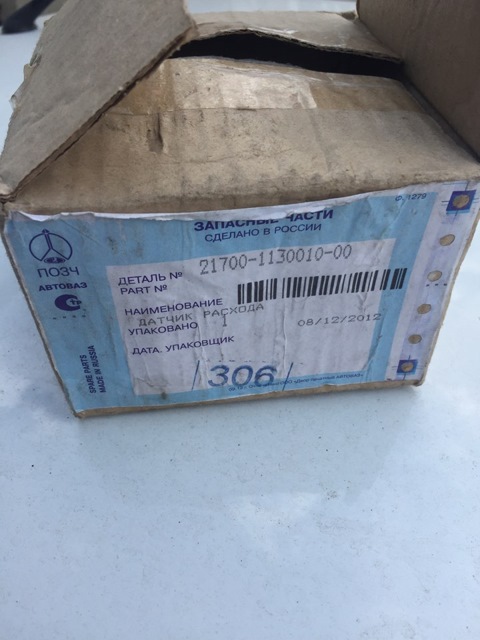 ЗАПАСНЫЕ ЧАСТИ
СДЕЛАНО В РОССИИ
Ф. 1279
ПОЗЧ
АВТОВАЗ
ДЕТАЛЬ № 21700-1130010-00
PART №
НАИМЕНОВАНИЕ
ДАТЧИК РАСХОДА
УПАКОВАНО 1 08/12/2012
ДАТА, УПАКОВЩИК
306
SPARE PARTS
MADE IN RUSSIA